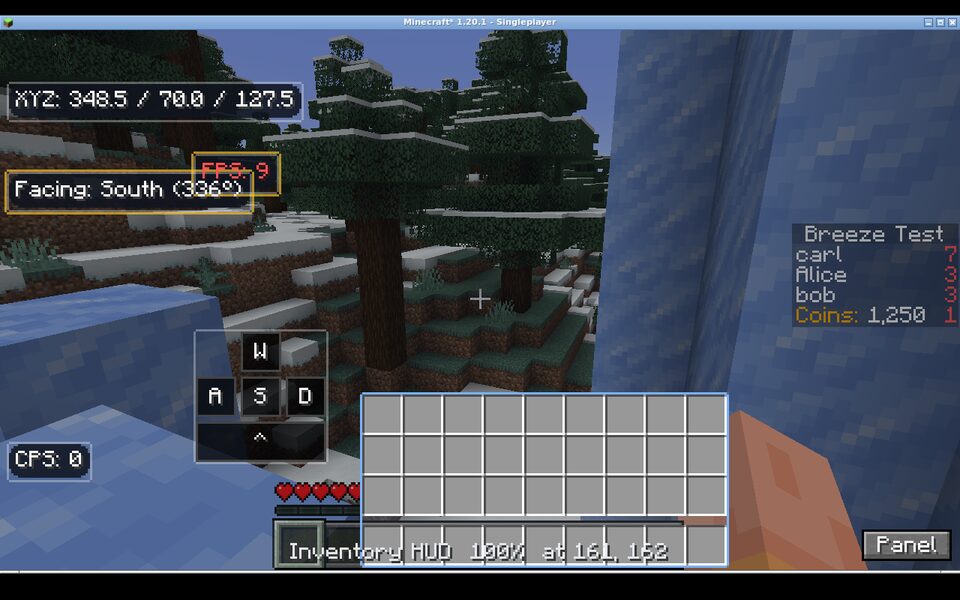 Minecraft* 1.20.1 - Singleplayer
XYZ: 348.5 / 70.0 / 127.5
FPS: 9
Facing: South (336°)
Breeze Test
carl 7
Alice 3
bob 3
Coins: 1,250 1
W
A S D
^
CPS: 0
Inventory HUD 100% at 161, 162
Panel